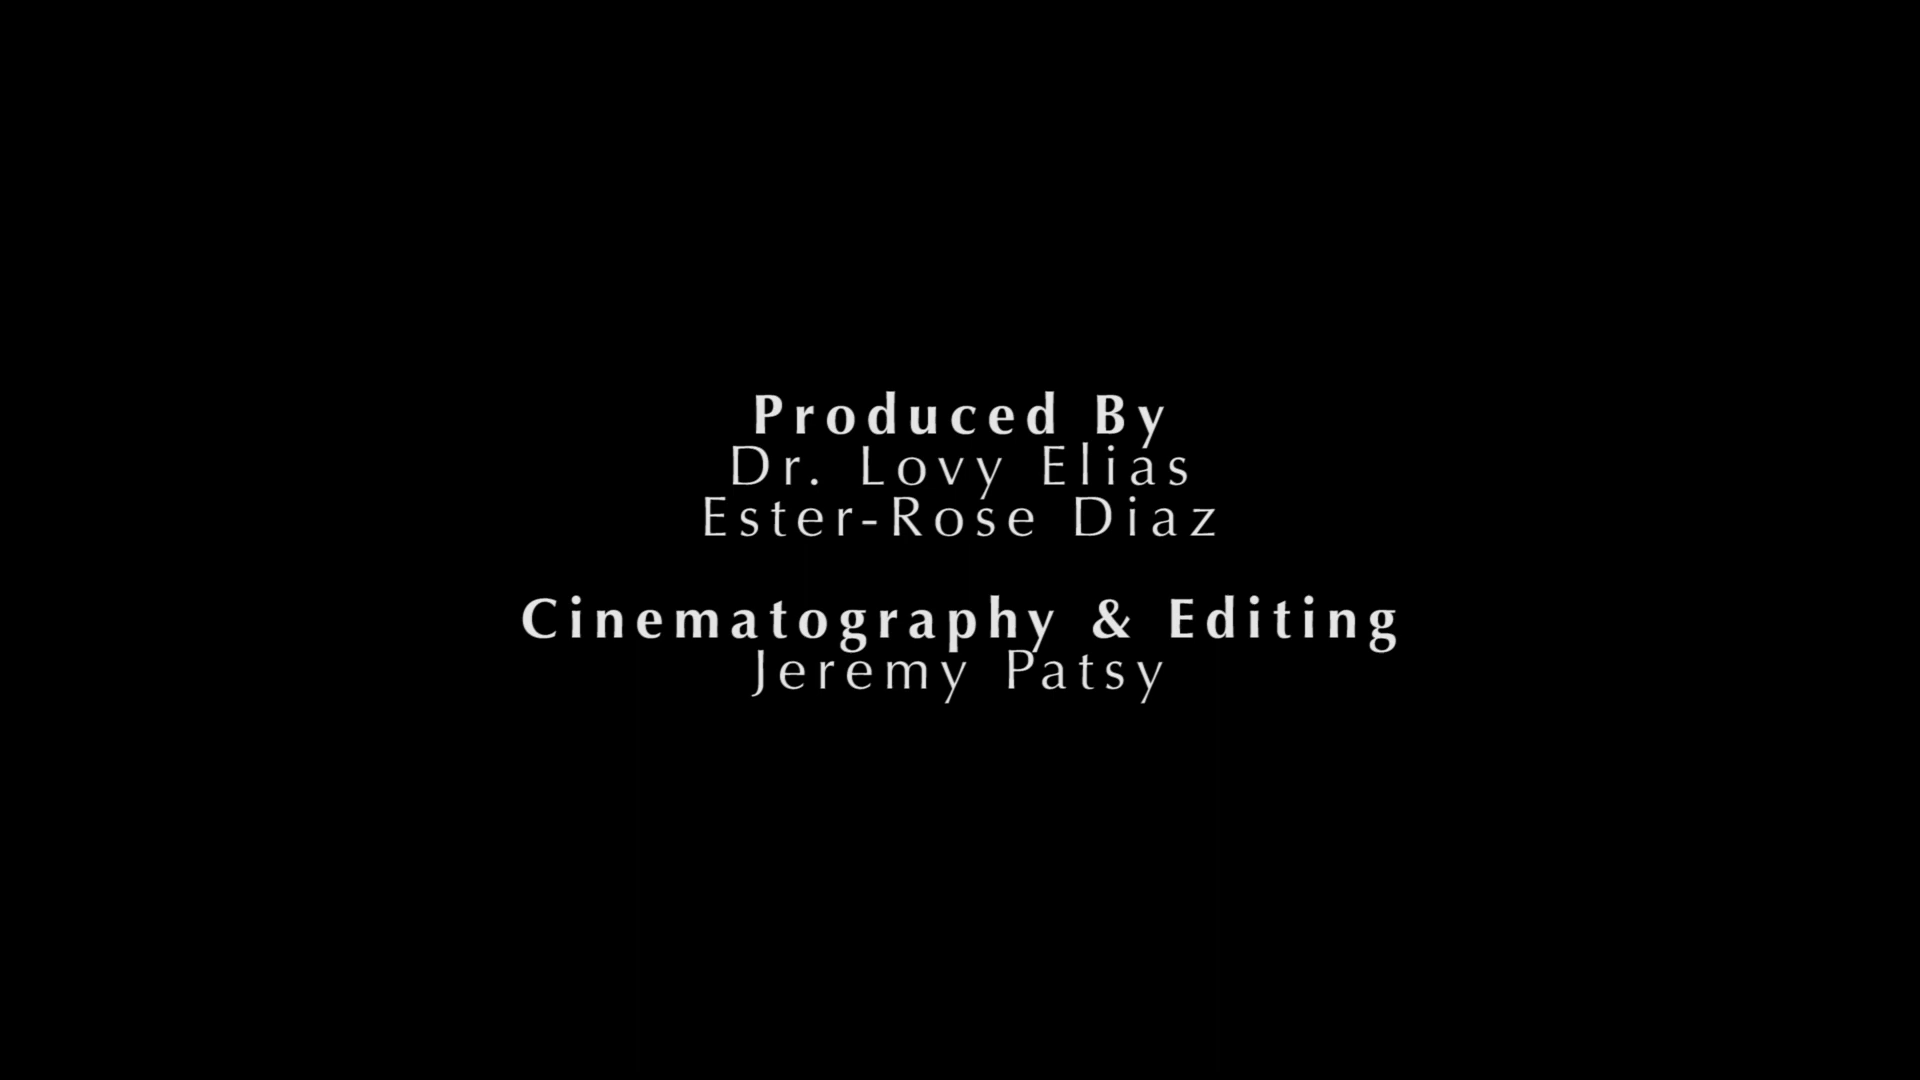 Produced By
Dr. Lovy Elias
Ester-Rose Diaz
Cinematography & Editing
Jeremy Patsy